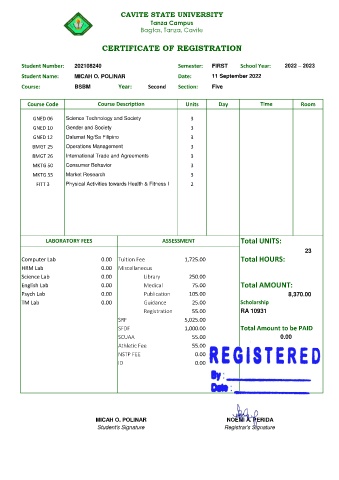 CAVITE STATE UNIVERSITY
Tanza Campus
Bagtas, Tanza, Cavite
CERTIFICATE OF REGISTRATION
Student Number: 202108240 Semester: FIRST School Year: 2022 – 2023
Student Name: MICAH O. POLINAR Date: 11 September 2022
Course: BSBM Year: Second Section: Five
Course Code Course Description Units Day Time Room
GNED 06 Science Technology and Society 3
GNED 10 Gender and Society 3
GNED 12 Dalumat Ng/Sa Filipino 3
BMGT 25 Operations Management 3
BMGT 26 International Trade and Agreements 3
MKTG 50 Consumer Behavior 3
MKTG 55 Market Research 3
FITT 3 Physical Activities towards Health & Fitness I 2
LABORATORY FEES ASSESSMENT Total UNITS:
23
Computer Lab 0.00 Tuition Fee 1,725.00 Total HOURS:
HRM Lab 0.00 Miscellaneous
Science Lab 0.00 Library 250.00
English Lab 0.00 Medical 75.00 Total AMOUNT:
Psych Lab 0.00 Publication 105.00 8,370.00
TM Lab 0.00 Guidance 25.00 Scholarship
Registration 55.00 RA 10931
SRF 5,025.00
SFDF 1,000.00 Total Amount to be PAID
SCUAA 55.00 0.00
Athletic Fee 55.00
NSTP FEE 0.00
ID 0.00
REGISTERED
By:
Date:
MICAH O. POLINAR NOEMI A. PERIDA
Student's Signature Registrar's Signature